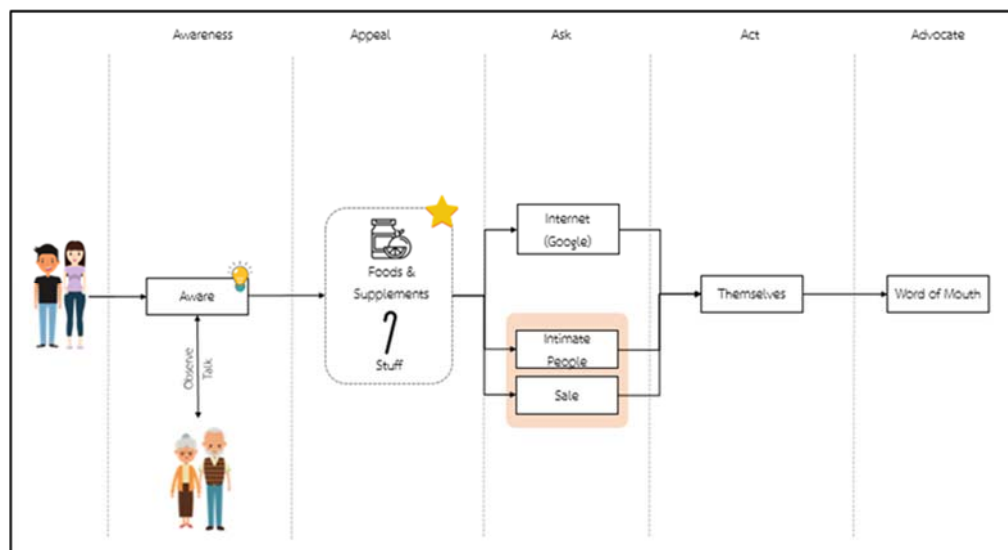 Awareness
Appeal
Ask
Act
Advocate
Aware
Observe
Talk
Foods &
Supplements
Stuff
Internet
(Google)
Intimate
People
Sale
Themselves
Word of Mouth